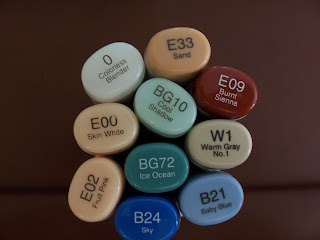 E33
Sand
0
Colorless
Blender
E09
Burnt
Sienna
BG10
Cool
Shadow
E00
Skin White
W1
Warm Gray
No.1
BG72
Ice Ocean
E02
Fruit Pink
B21
Baby Blue
B24
Sky